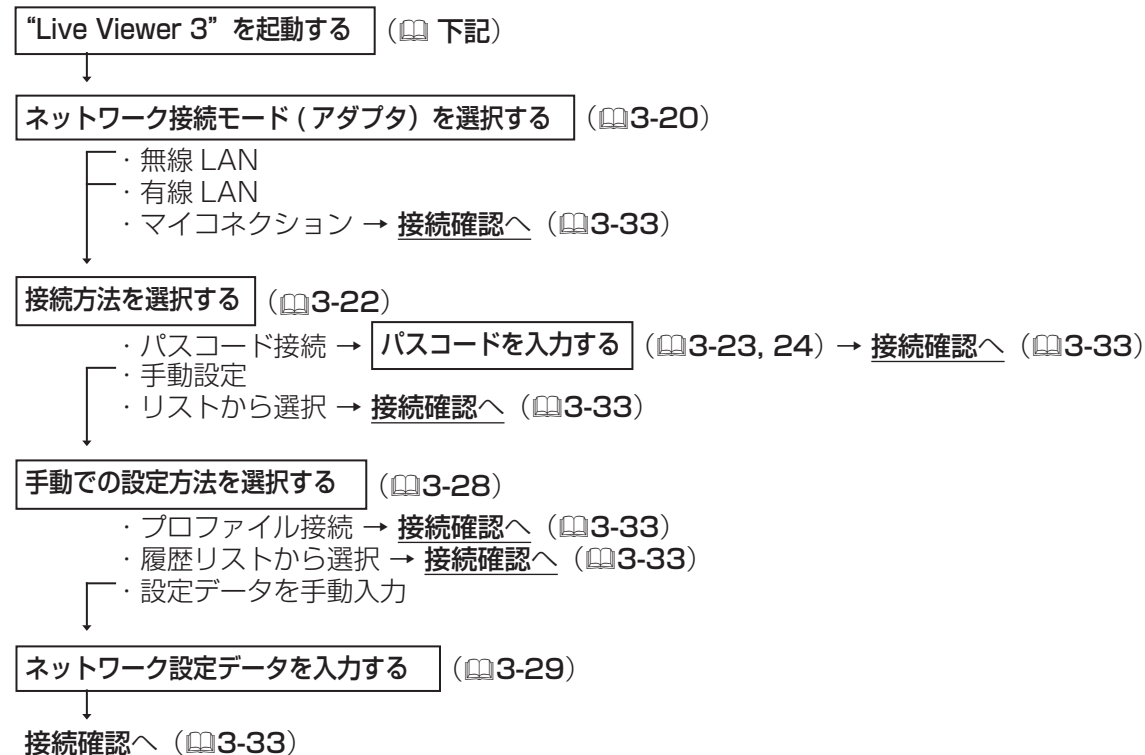 “Live Viewer 3” を起動する （📖 下記）
ネットワーク接続モード ( アダプタ）を選択する （📖3-20）
・無線 LAN
・有線 LAN
・マイコネクション → 接続確認へ（📖3-33）
接続方法を選択する （📖3-22）
・パスコード接続 → パスコードを入力する （📖3-23, 24）→ 接続確認へ（📖3-33）
・手動設定
・リストから選択 → 接続確認へ（📖3-33）
手動での設定方法を選択する （📖3-28）
・プロファイル接続 → 接続確認へ（📖3-33）
・履歴リストから選択 → 接続確認へ（📖3-33）
・設定データを手動入力
ネットワーク設定データを入力する （📖3-29）
接続確認へ（📖3-33）